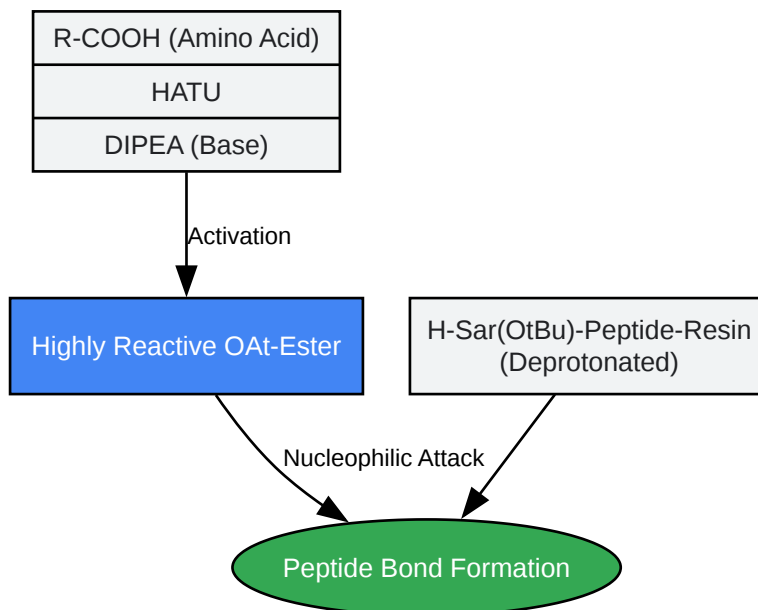 R-COOH (Amino Acid)
HATU
DIPEA (Base)
Activation
Highly Reactive OAt-Ester
H-Sar(OtBu)-Peptide-Resin
(Deprotonated)
Nucleophilic Attack
Peptide Bond Formation